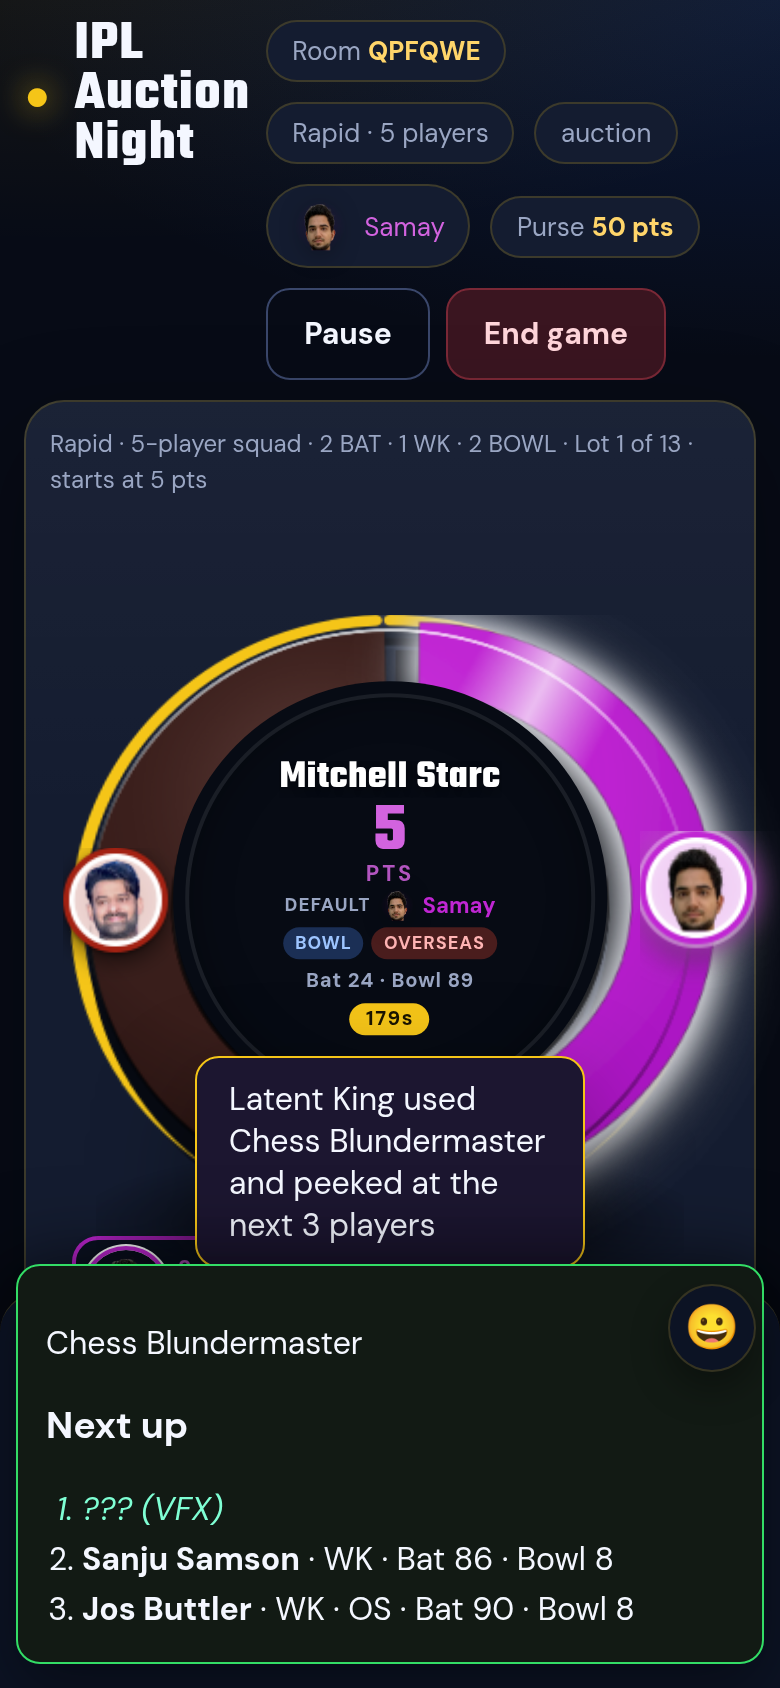 IPL
Auction
Night
Room QPFQWE
Rapid · 5 players
auction
Samay
Purse 50 pts
Pause
End game
Rapid · 5-player squad · 2 BAT · 1 WK · 2 BOWL · Lot 1 of 13 ·
starts at 5 pts
Mitchell Starc
5
PTS
DEFAULT Samay
BOWL OVERSEAS
Bat 24 · Bowl 89
179s
Latent King used
Chess Blundermaster
and peeked at the
next 3 players
Chess Blundermaster
Next up
1. ??? (VFX)
2. Sanju Samson · WK · Bat 86 · Bowl 8
3. Jos Buttler · WK · OS · Bat 90 · Bowl 8